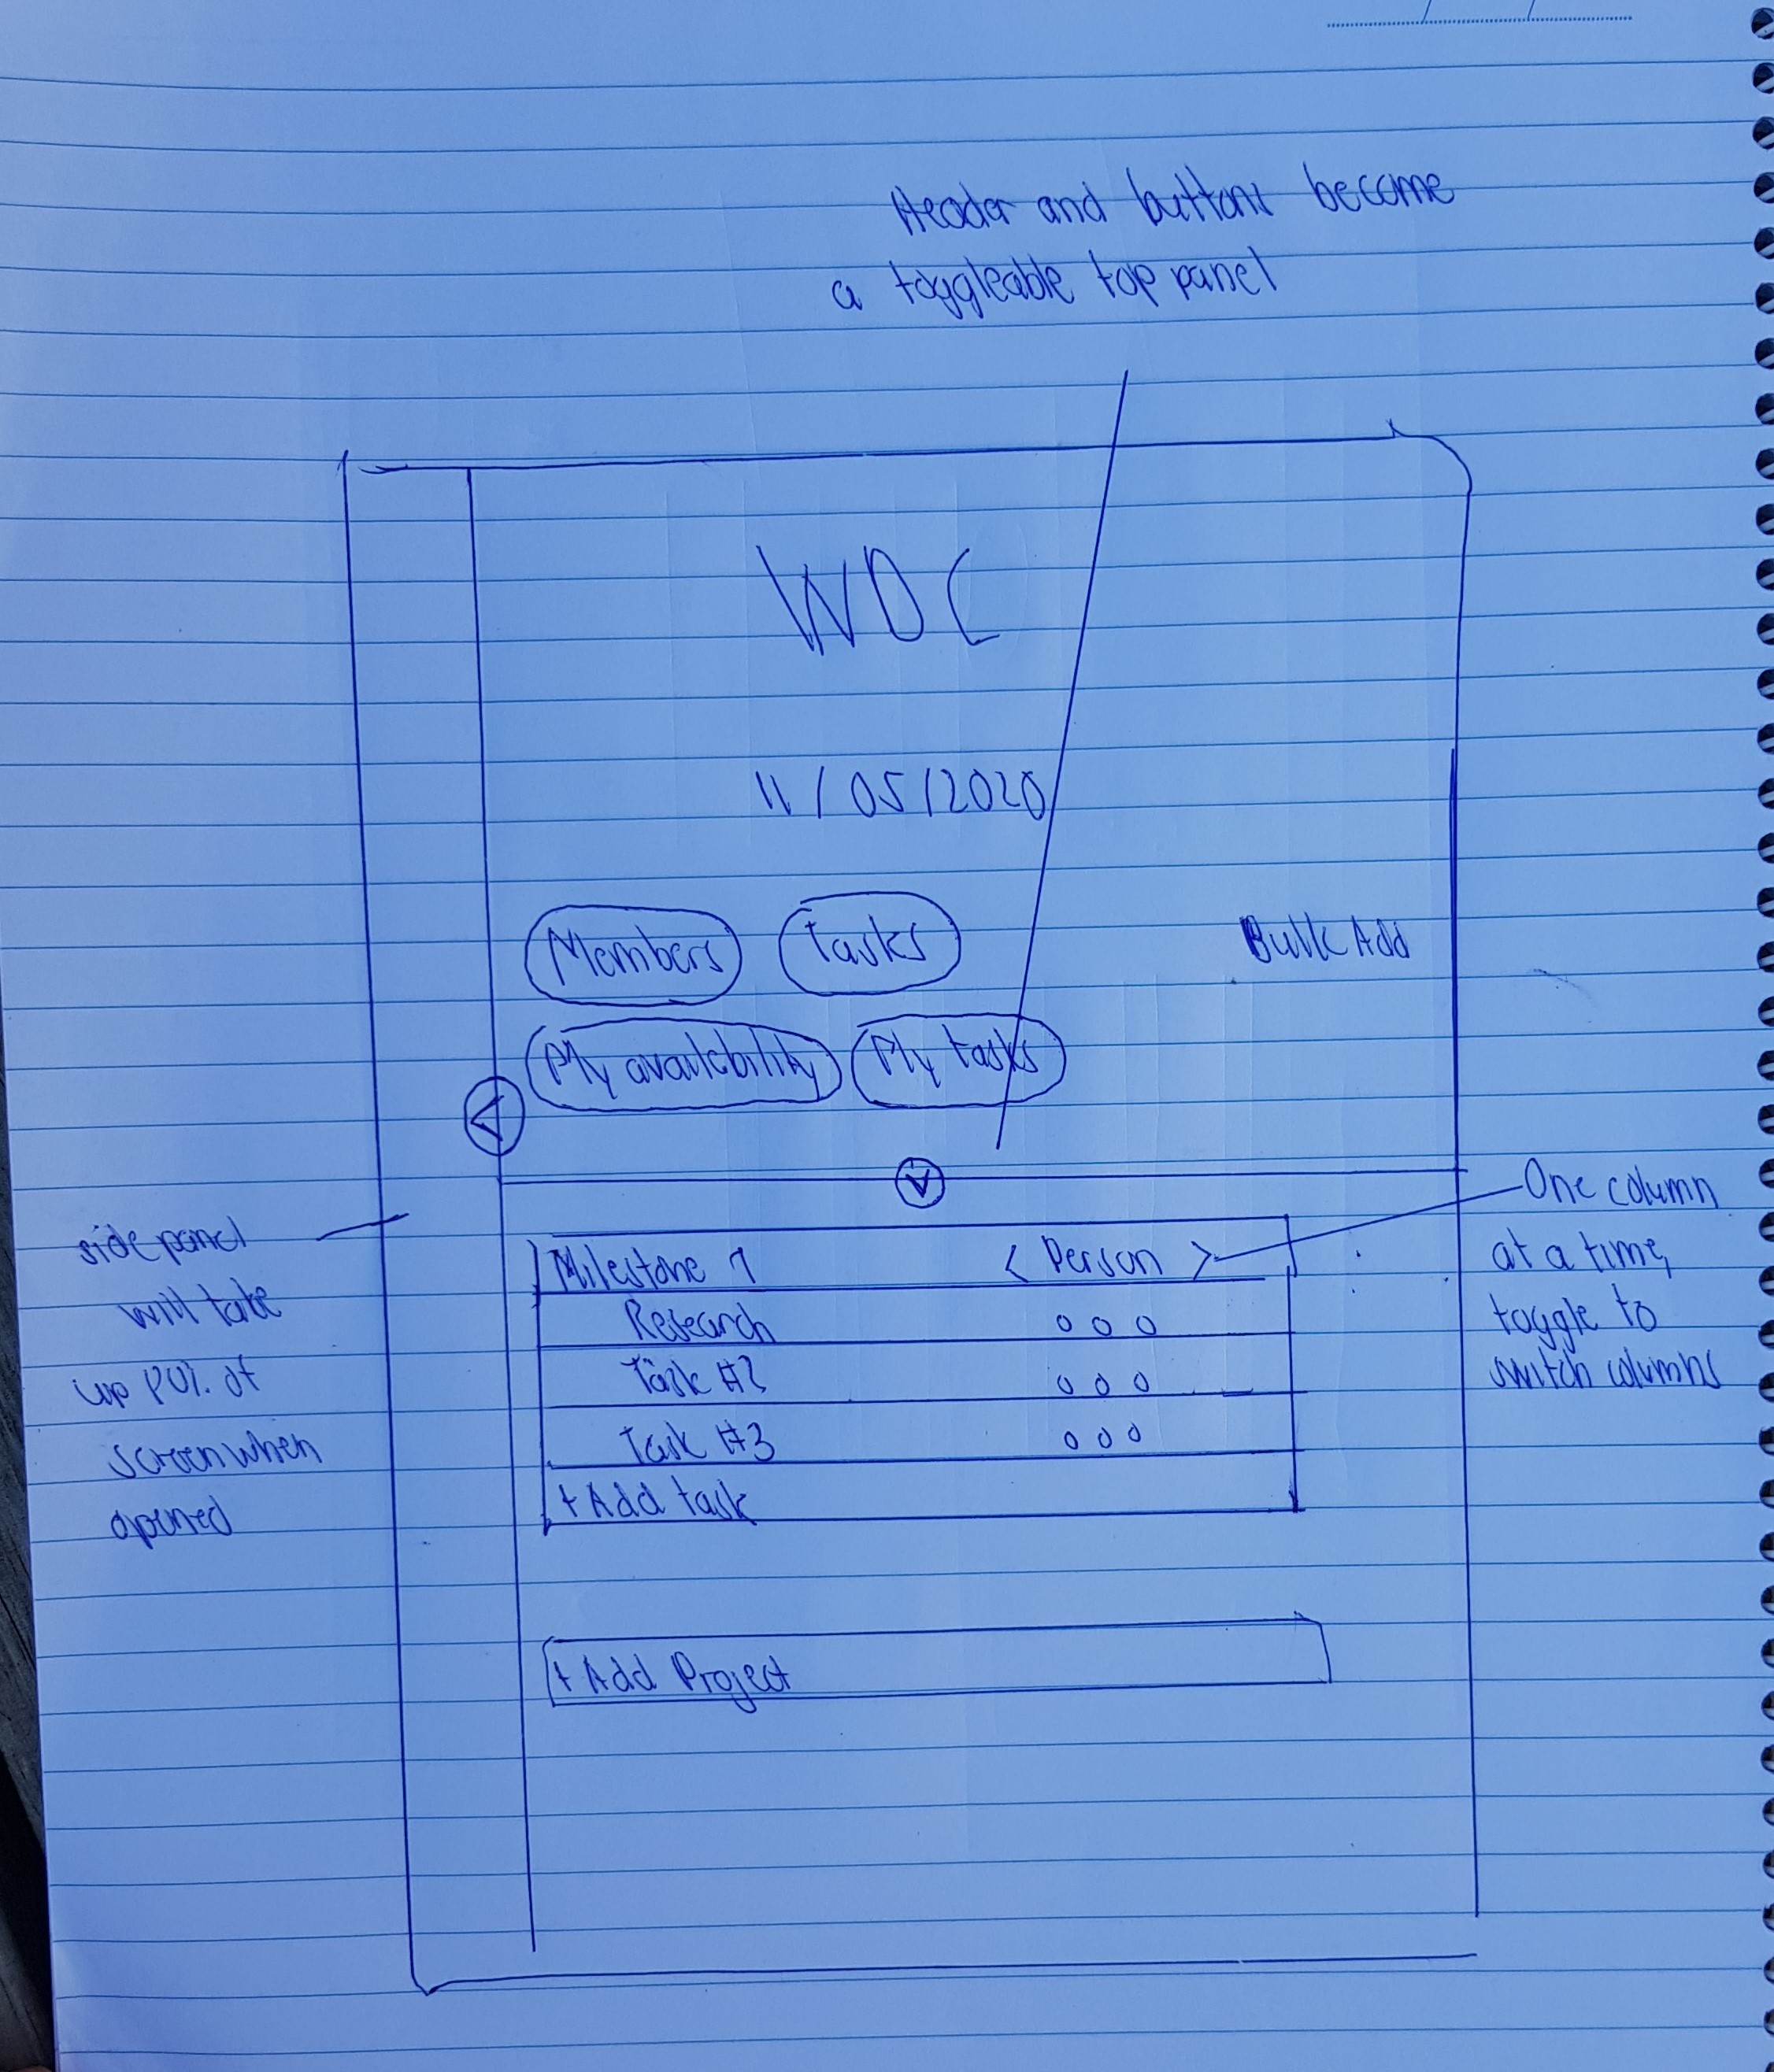 Header and buttons become
a toggleable top panel
WDC
11/05/2020
Members
Tasks
Bulk Add
My availability
My tasks
<
v
side panel
will take
up of
screen when
opened
One column
at a time,
toggle to
switch columns
Milestone 1 < Person >
Research o o o
Task #2 o o o
Task #3 o o o
+ Add task
+ Add Project